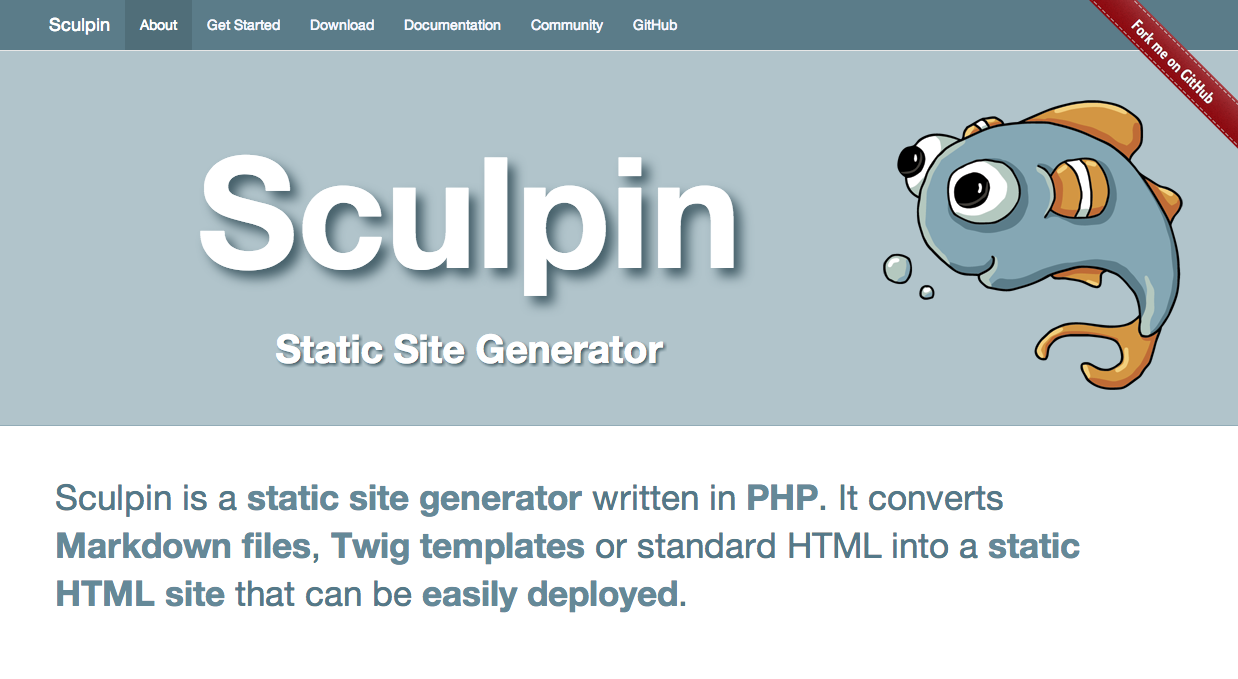 Sculpin About Get Started Download Documentation Community GitHub
Fork me on GitHub
Sculpin
Static Site Generator
Sculpin is a static site generator written in PHP. It converts
Markdown files, Twig templates or standard HTML into a static
HTML site that can be easily deployed.